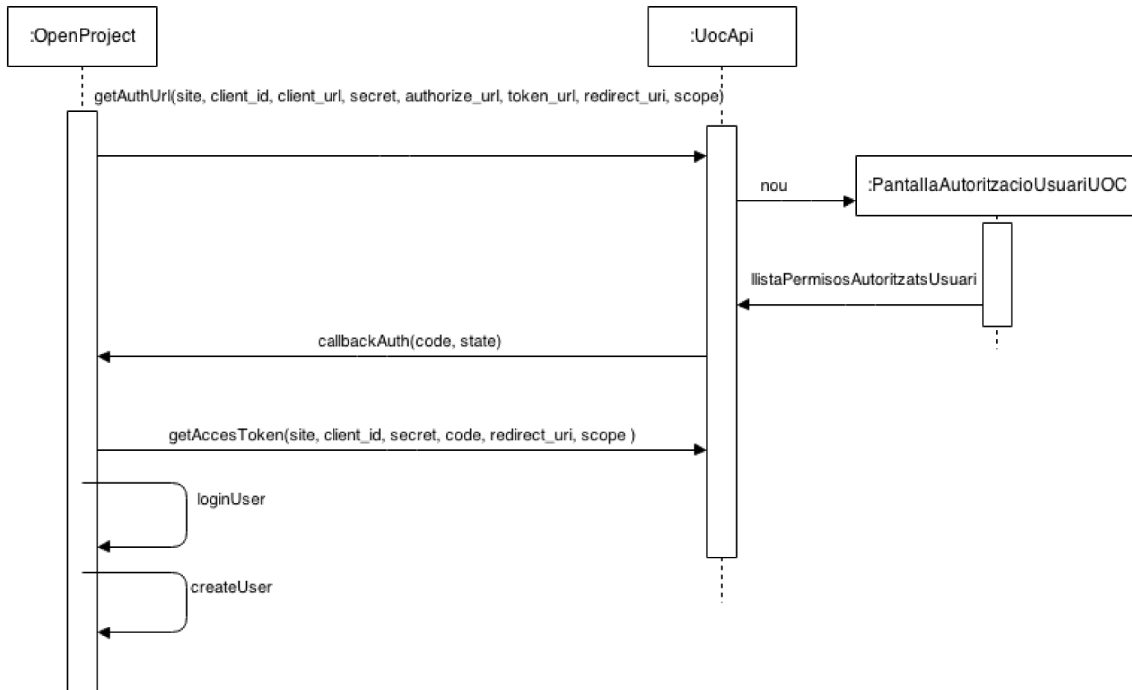 :OpenProject
:UocApi
getAuthUrl(site, client_id, client_url, secret, authorize_url, token_url, redirect_uri, scope)
nou
:PantallaAutoritzacioUsuariUOC
llistaPermisosAutoritzatsUsuari
callbackAuth(code, state)
getAccesToken(site, client_id, secret, code, redirect_uri, scope )
loginUser
createUser